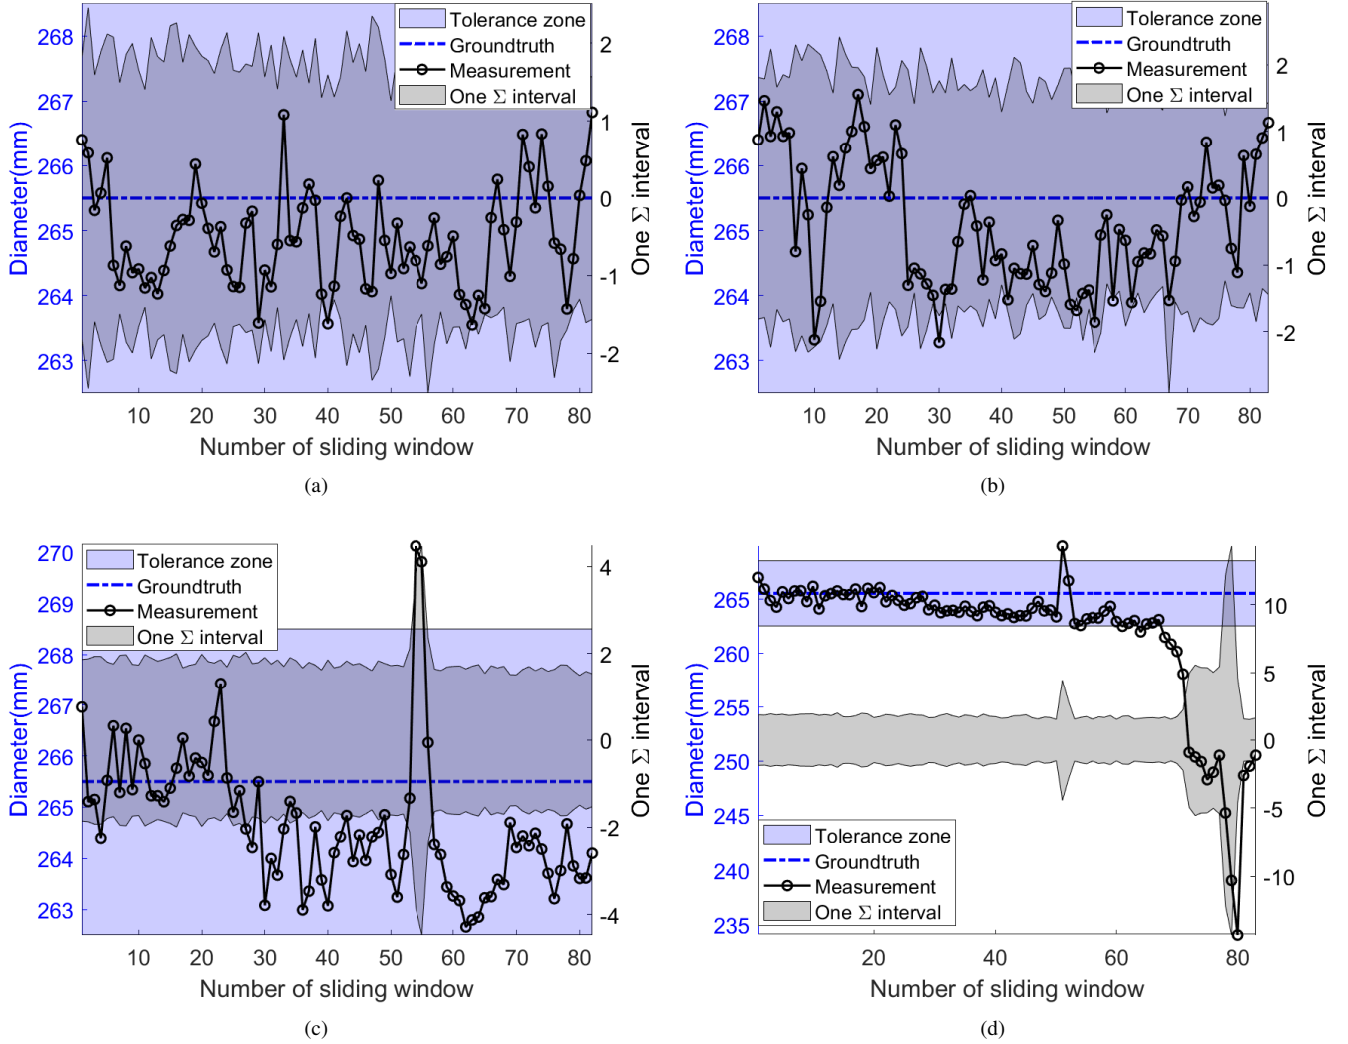 Tolerance zone
Groundtruth
Measurement
One Σ interval
268
267
266
265
264
263
Diameter(mm)
2
1
0
-1
-2
One Σ interval
10 20 30 40 50 60 70 80
Number of sliding window
(a)
Tolerance zone
Groundtruth
Measurement
One Σ interval
268
267
266
265
264
263
Diameter(mm)
2
1
0
-1
-2
One Σ interval
10 20 30 40 50 60 70 80
Number of sliding window
(b)
Tolerance zone
Groundtruth
Measurement
One Σ interval
270
269
268
267
266
265
264
263
Diameter(mm)
4
2
0
-2
-4
One Σ interval
10 20 30 40 50 60 70 80
Number of sliding window
(c)
265
260
255
250
245
240
235
Diameter(mm)
Tolerance zone
Groundtruth
Measurement
One Σ interval
10
5
0
-5
-10
One Σ interval
20 40 60 80
Number of sliding window
(d)